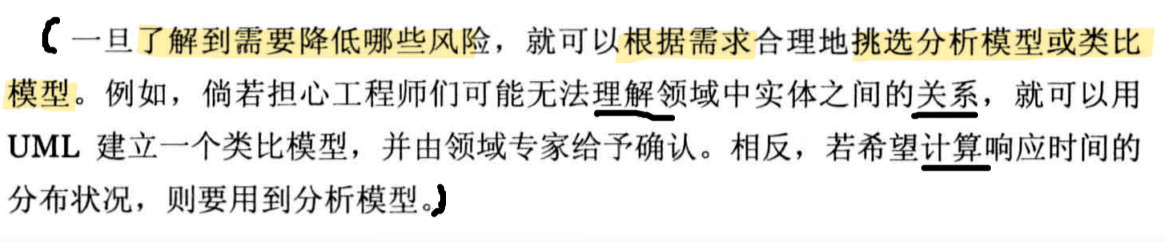 （一旦了解到需要降低哪些风险，就可以根据需求合理地挑选分析模型或类比
模型。例如，倘若担心工程师们可能无法理解领域中实体之间的关系，就可以用
UML 建立一个类比模型，并由领域专家给予确认。相反，若希望计算响应时间的
分布状况，则要用到分析模型。）